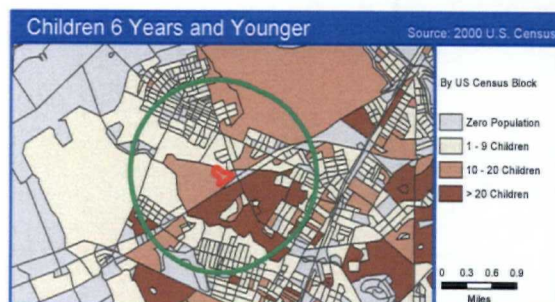 Children 6 Years and Younger
Source: 2000 U.S. Census
By US Census Block
Zero Population
1 - 9 Children
10 - 20 Children
> 20 Children
0 0.3 0.6 0.9
Miles